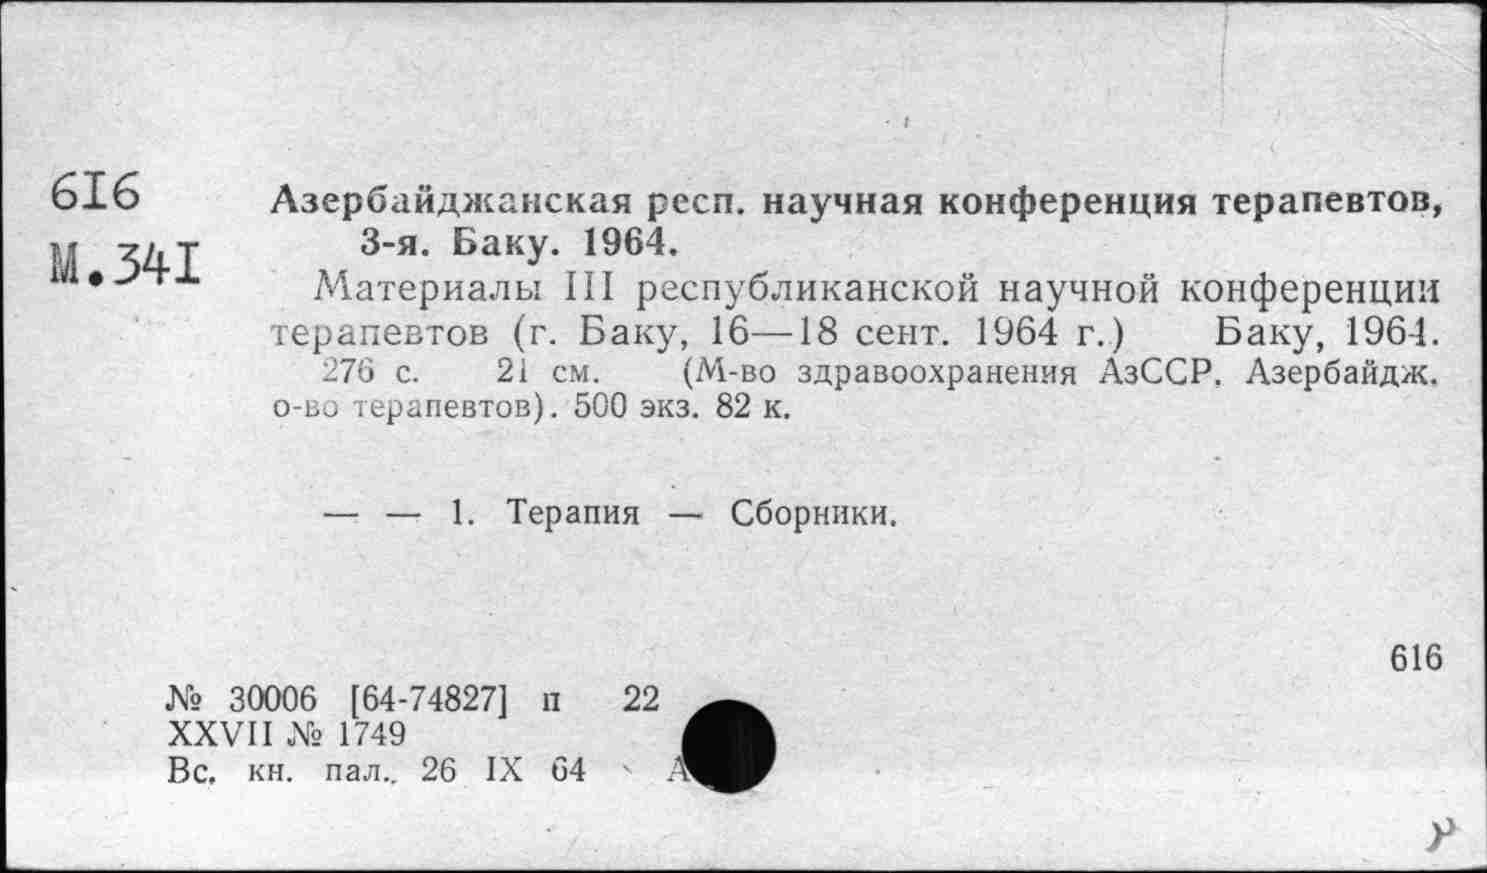 616
М.341
Азербайджанская респ. научная конференция терапевтов,
3-я. Баку. 1964.
Материалы III республиканской научной конференции
терапевтов (г. Баку, 16—18 сент. 1964 г.) Баку, 1964.
276 с. 21 см. (М-во здравоохранения АзССР. Азербайдж.
о-во терапевтов). 500 экз. 82 к.
— — 1. Терапия — Сборники.
616
№ 30006 [64-74827] п 22
XXVII № 1749
Вс. кн. пал. 26 IX 64